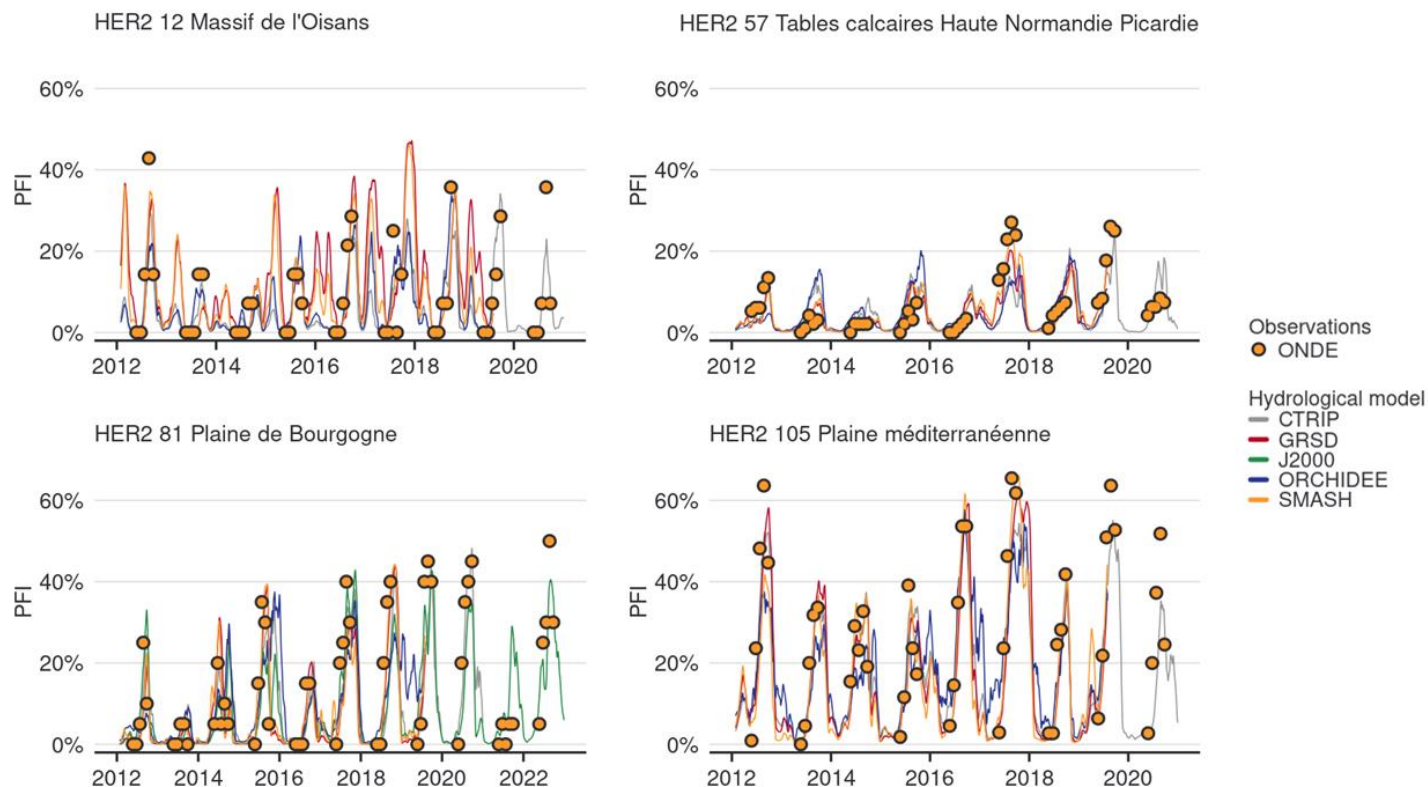 HER2 12 Massif de l'Oisans
HER2 57 Tables calcaires Haute Normandie Picardie
60%
40%
20%
0%
PFI
2012 2014 2016 2018 2020
60%
40%
20%
0%
PFI
2012 2014 2016 2018 2020
Observations
ONDE
Hydrological model
CTRIP
GRSD
J2000
ORCHIDEE
SMASH
HER2 81 Plaine de Bourgogne
HER2 105 Plaine méditerranéenne
60%
40%
20%
0%
PFI
2012 2014 2016 2018 2020 2022
60%
40%
20%
0%
PFI
2012 2014 2016 2018 2020